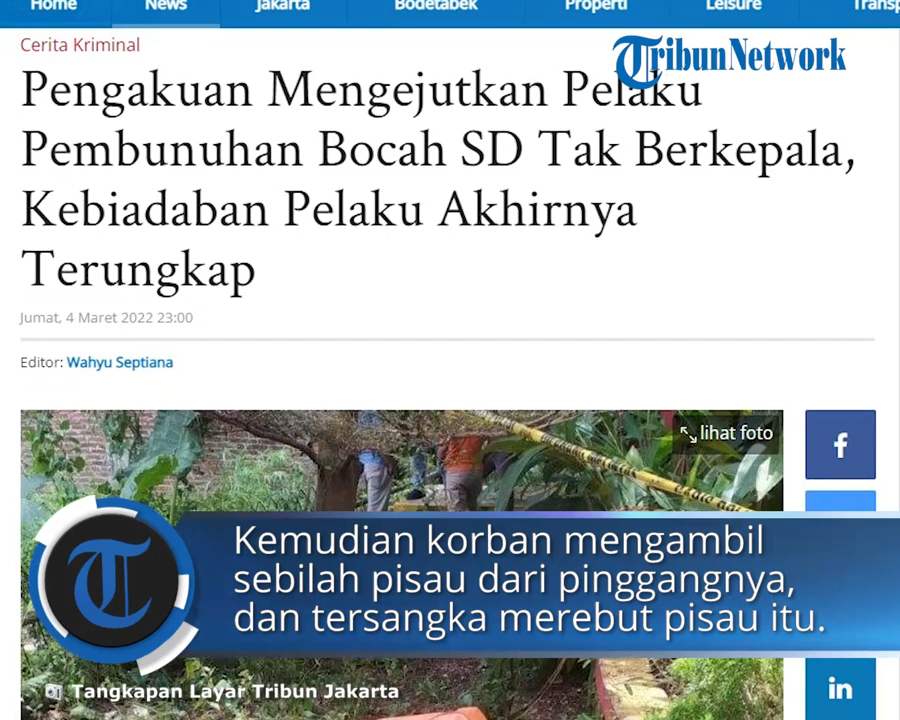 Home News Jakarta Bodetabek Properti Leisure Transp
Cerita Kriminal
TribunNetwork
Pengakuan Mengejutkan Pelaku
Pembunuhan Bocah SD Tak Berkepala,
Kebiadaban Pelaku Akhirnya
Terungkap
Jumat, 4 Maret 2022 23:00
Editor: Wahyu Septiana
lihat foto
f
T
Kemudian korban mengambil
sebilah pisau dari pinggangnya,
dan tersangka merebut pisau itu.
Tangkapan Layar Tribun Jakarta
in